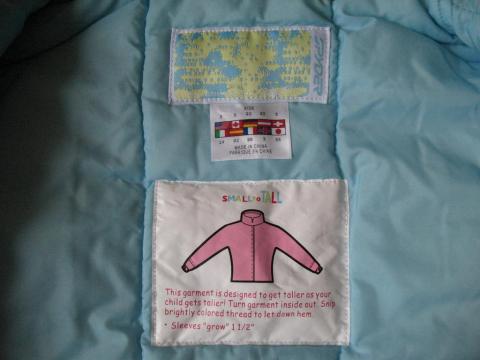 SPYDER
SIZE
MADE IN CHINA
FABRIQUE EN CHINE
SMALL to TALL
This garment is designed to get taller as your
child gets taller! Turn garment inside out. Snip
brightly colored thread to let down hem.
• Sleeves "grow" 1 1/2"